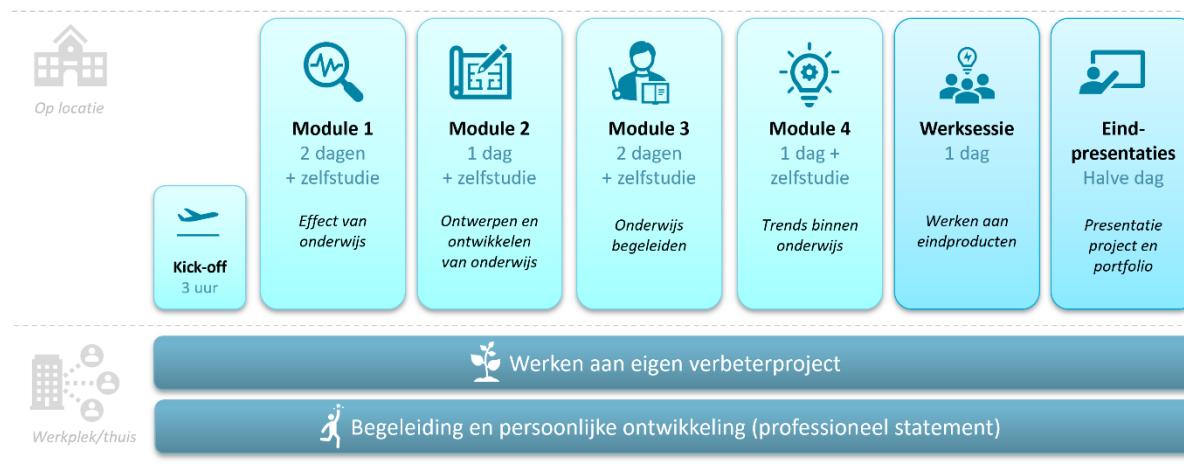 Op locatie
Kick-off
3 uur
Module 1
2 dagen
+ zelfstudie
Effect van
onderwijs
Module 2
1 dag
+ zelfstudie
Ontwerpen en
ontwikkelen
van onderwijs
Module 3
2 dagen
+ zelfstudie
Onderwijs
begeleiden
Module 4
1 dag +
zelfstudie
Trends binnen
onderwijs
Werksessie
1 dag
Werken aan
eindproducten
Eind-
presentaties
Halve dag
Presentatie
project en
portfolio
Werkplek/thuis
Werken aan eigen verbeterproject
Begeleiding en persoonlijke ontwikkeling (professioneel statement)